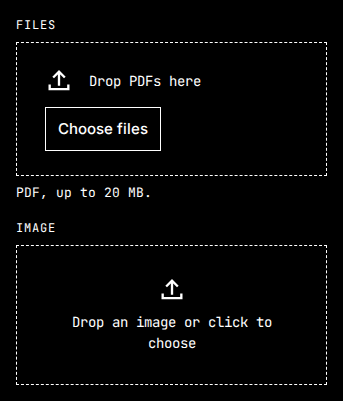 FILES
Drop PDFs here
Choose files
PDF, up to 20 MB.
IMAGE
Drop an image or click to
choose